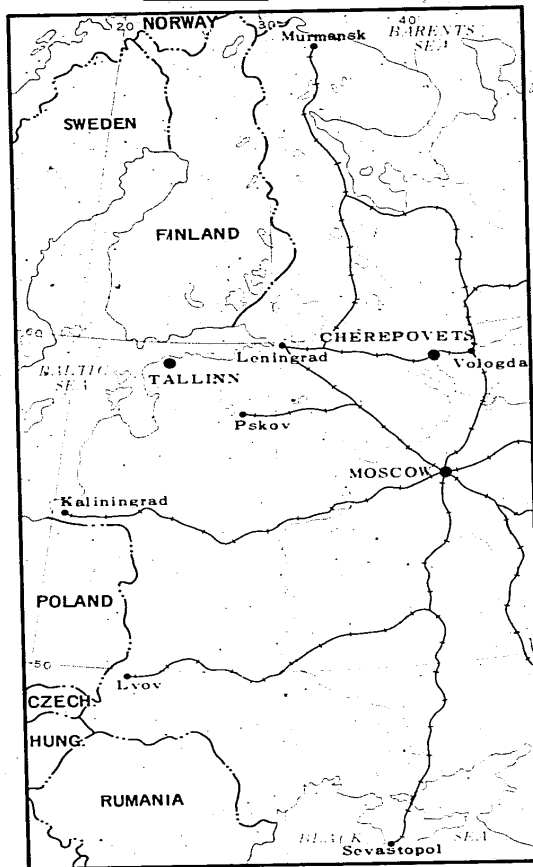 20
NORWAY
30
40
Murmansk
BARENTS
SEA
SWEDEN
FINLAND
60
Leningrad
CHEREPOVETS
Vologda
BALTIC
SEA
TALLINN
Pskov
MOSCOW
Kaliningrad
POLAND
50
Lvov
CZECH.
HUNG.
RUMANIA
BLACK
SEA
Sevastopol